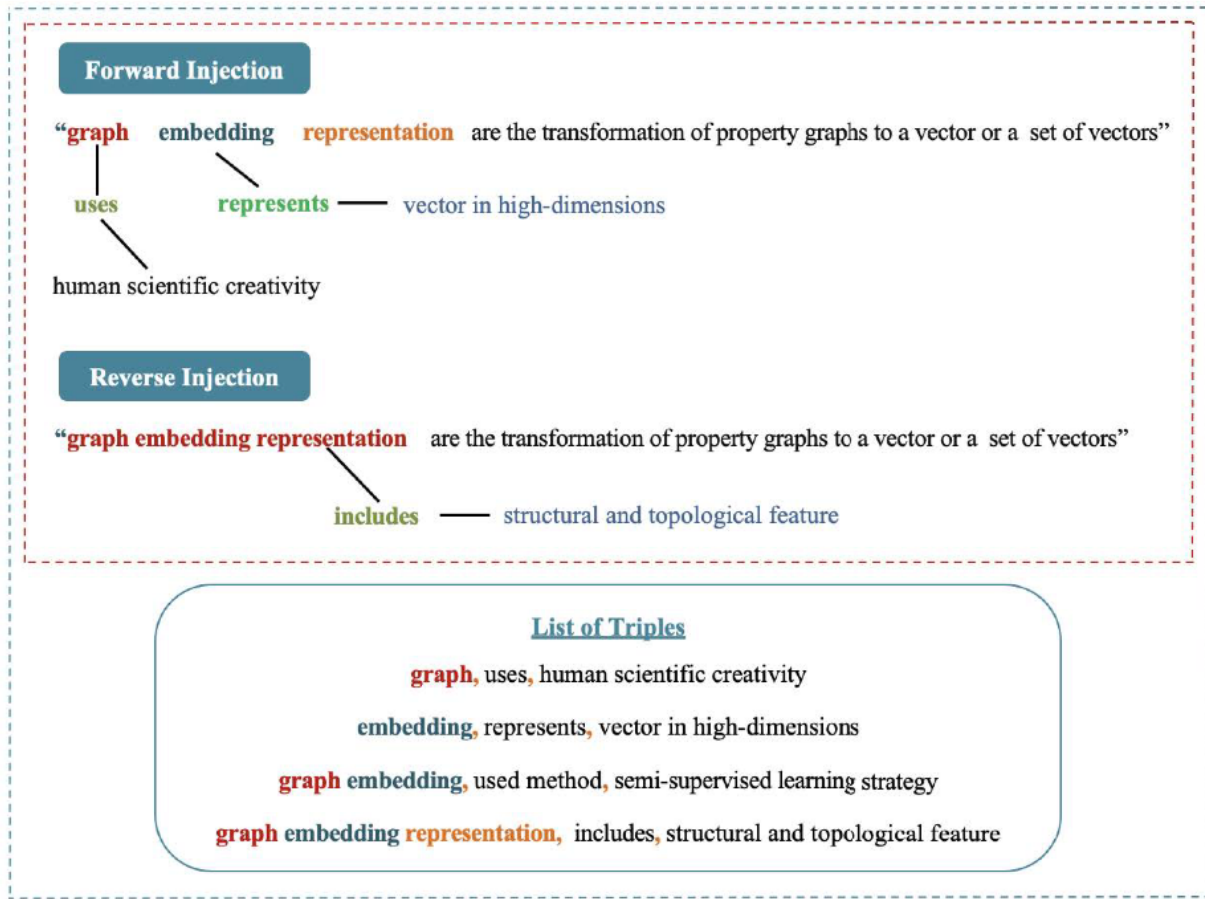 Forward Injection
“graph embedding representation are the transformation of property graphs to a vector or a set of vectors”
uses represents vector in high-dimensions
human scientific creativity
Reverse Injection
“graph embedding representation are the transformation of property graphs to a vector or a set of vectors”
includes structural and topological feature
List of Triples
graph, uses, human scientific creativity
embedding, represents, vector in high-dimensions
graph embedding, used method, semi-supervised learning strategy
graph embedding representation, includes, structural and topological feature